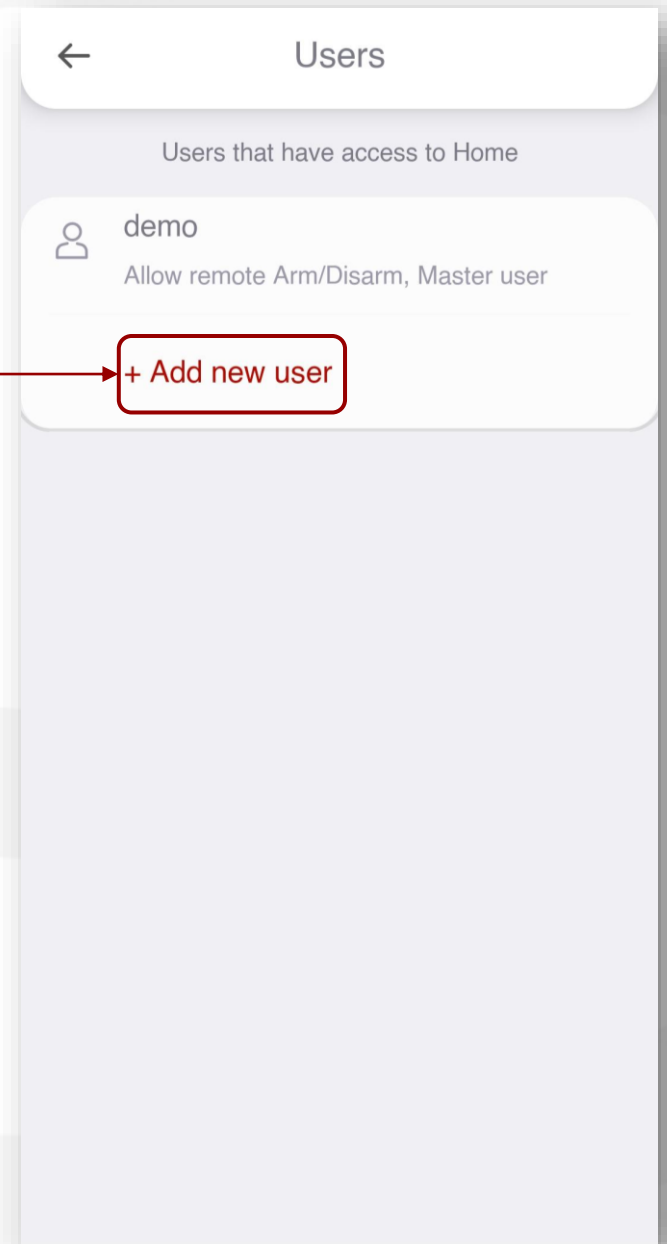 Users
Users that have access to Home
demo
Allow remote Arm/Disarm, Master user
+ Add new user